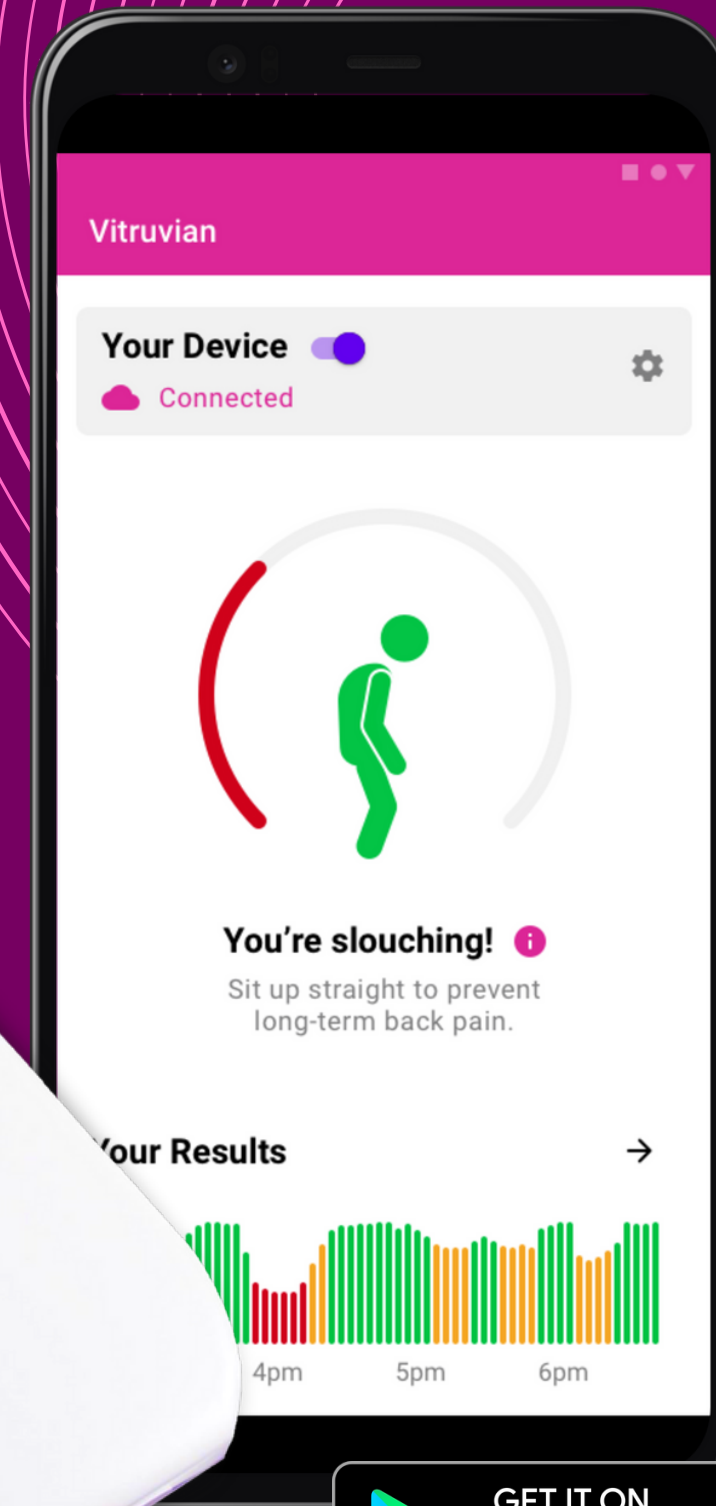 Vitruvian
Your Device
Connected
You're slouching!
Sit up straight to prevent
long-term back pain.
Your Results
4pm 5pm 6pm
GET IT ON